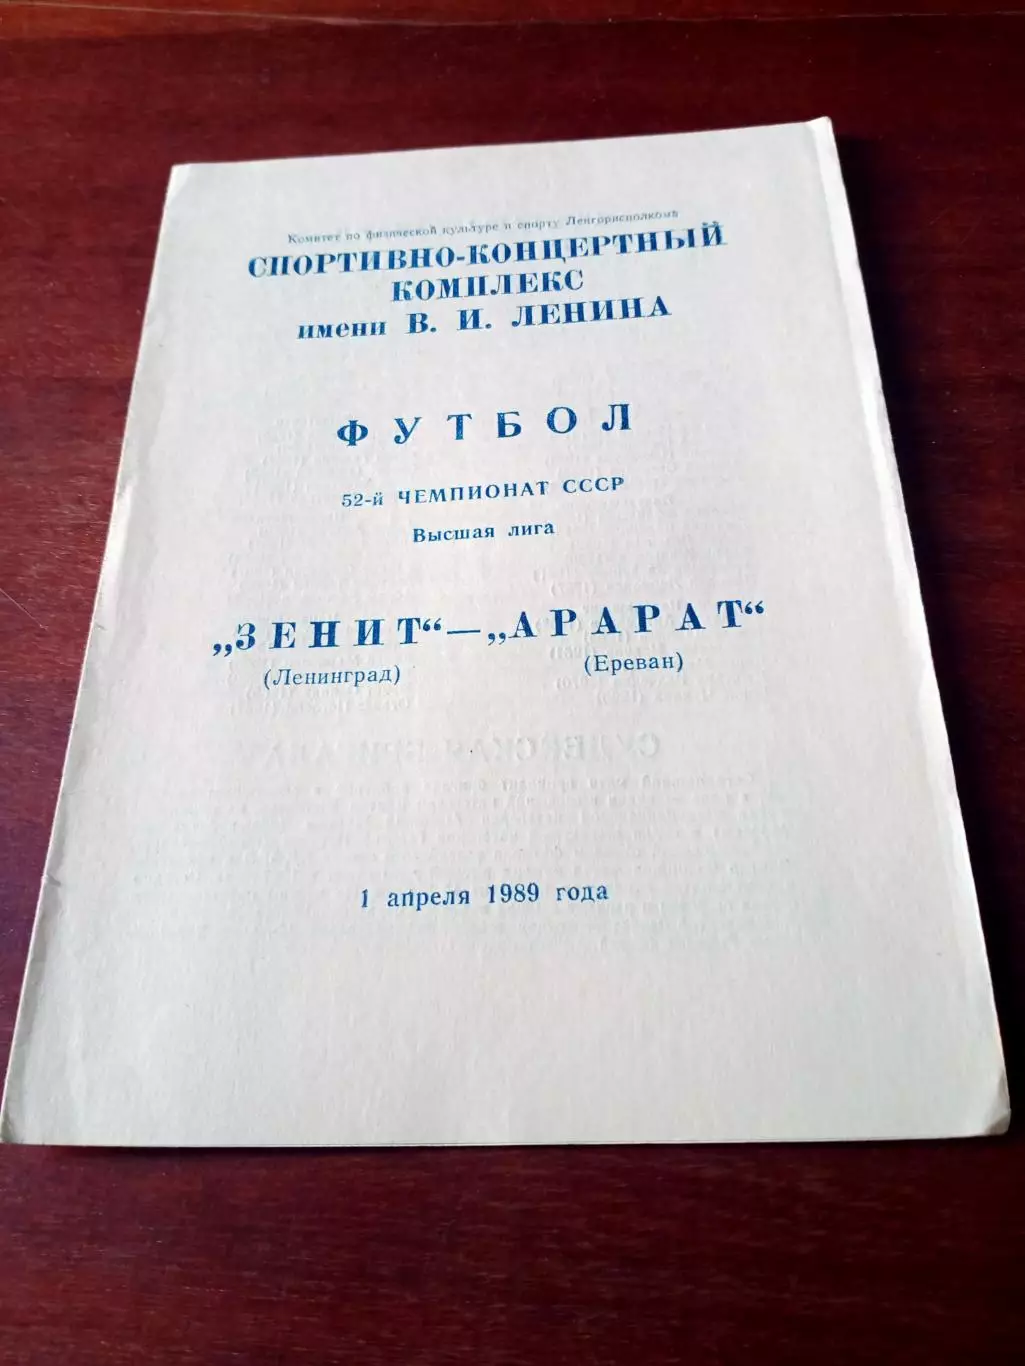 Комитет по физической культуре и спорту Ленгорисполкома
СПОРТИВНО-КОНЦЕРТНЫЙ
КОМПЛЕКС
имени В. И. ЛЕНИНА
ФУТБОЛ
52-й ЧЕМПИОНАТ СССР
Высшая лига
„ЗЕНИТ“ — „АРАРАТ“
(Ленинград) (Ереван)
1 апреля 1989 года